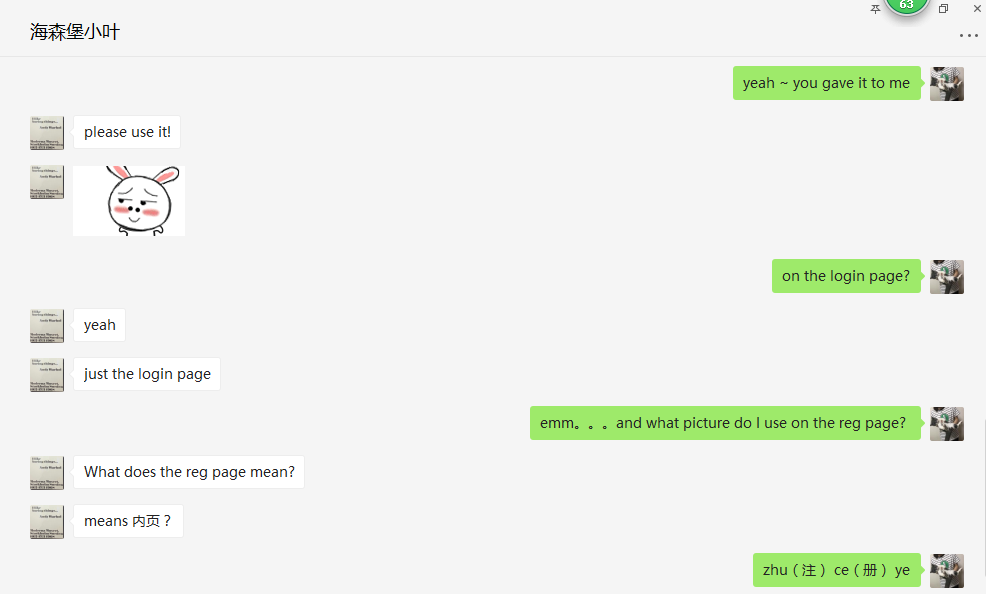 63
海森堡小叶
yeah ~ you gave it to me
please use it!
on the login page?
yeah
just the login page
emm。。。and what picture do I use on the reg page?
What does the reg page mean?
means 内页？
zhu（注） ce（册） ye